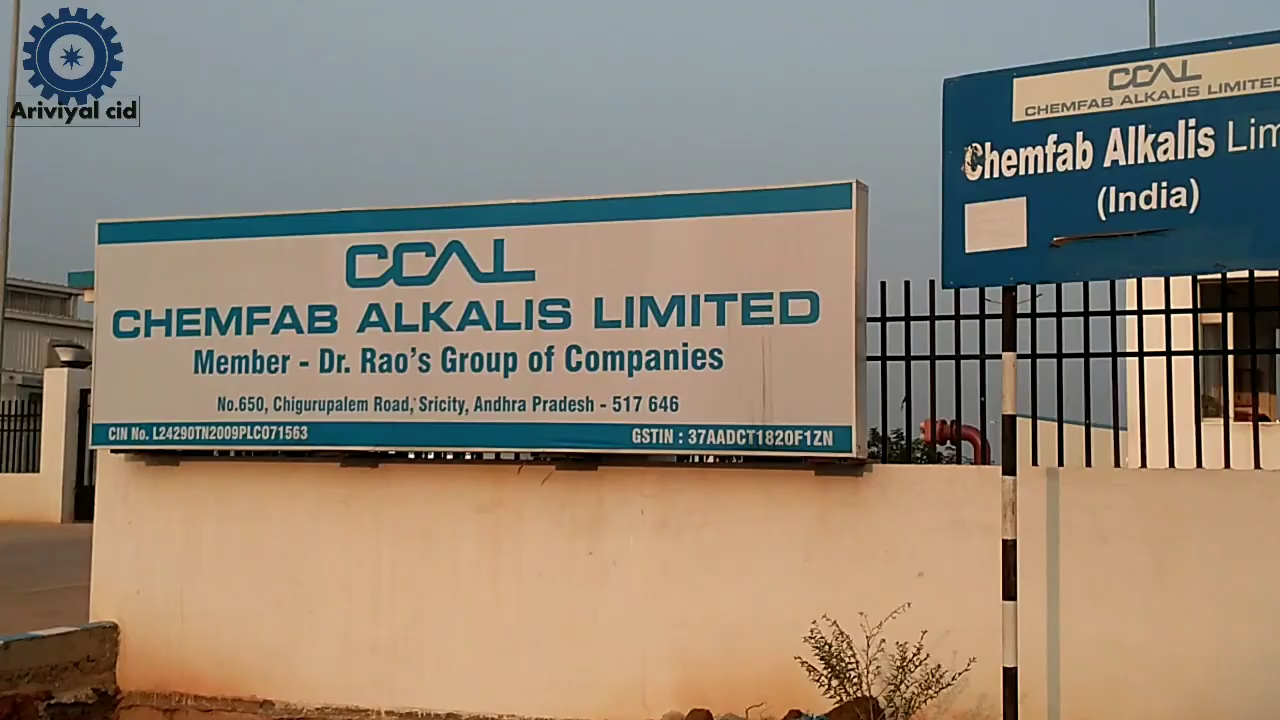 Ariviyal cid
CCAL
CHEMFAB ALKALIS LIMITED
Member - Dr. Rao's Group of Companies
No.650, Chigurupalem Road, Sricity, Andhra Pradesh - 517 646
CIN No. L24290TN2009PLC071563
GSTIN : 37AADCT1820F1ZN
CCAL
CHEMFAB ALKALIS LIMITED
Chemfab Alkalis Lim
(India)